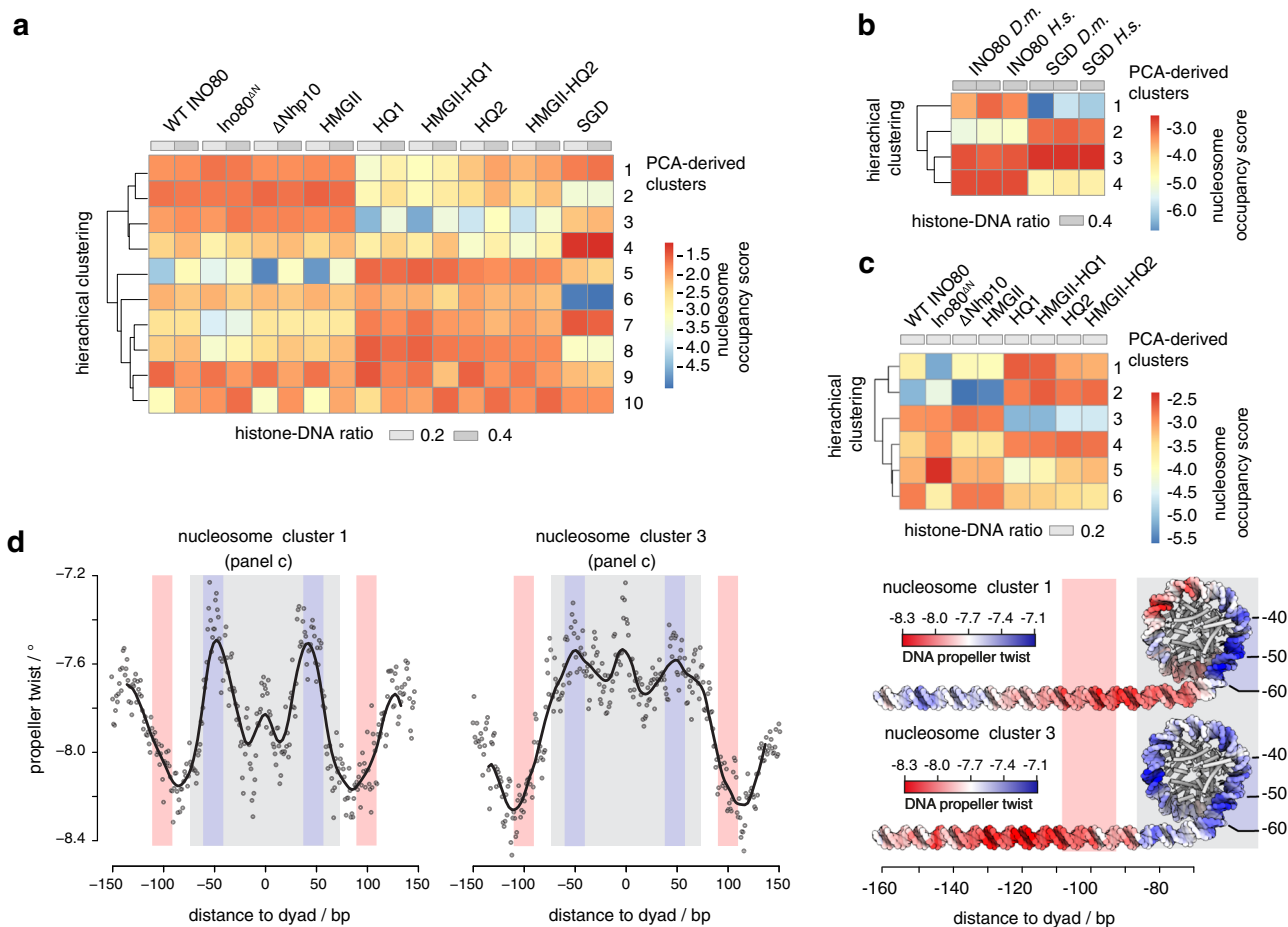 a
WT INO80
Ino80ΔN
ΔNhp10
HMGII
HQ1
HMGII-HQ1
HQ2
HMGII-HQ2
SGD
PCA-derived
clusters
hierachical clustering
1
2
3
4
5
6
7
8
9
10
−1.5
−2.0
−2.5
−3.0
−3.5
−4.0
−4.5
nucleosome
occupancy score
histone-DNA ratio 0.2 0.4
b
INO80 D.m.
INO80 H.s.
SGD D.m.
SGD H.s.
PCA-derived
clusters
hierachical
clustering
1
2
3
4
-3.0
-4.0
-5.0
-6.0
nucleosome
occupancy score
histone-DNA ratio 0.4
c
WT INO80
Ino80ΔN
ΔNhp10
HMGII
HQ1
HMGII-HQ1
HQ2
HMGII-HQ2
PCA-derived
clusters
hierachical
clustering
1
2
3
4
5
6
-2.5
-3.0
-3.5
-4.0
-4.5
-5.0
-5.5
nucleosome
occupancy score
histone-DNA ratio 0.2
d
nucleosome cluster 1
(panel c)
nucleosome cluster 3
(panel c)
propeller twist / °
−7.2
−7.6
−8.0
−8.4
−150 −100 −50 0 50 100 150
distance to dyad / bp
−150 −100 −50 0 50 100 150
distance to dyad / bp
nucleosome cluster 1
-8.3 -8.0 -7.7 -7.4 -7.1
DNA propeller twist
-40
-50
-60
nucleosome cluster 3
-8.3 -8.0 -7.7 -7.4 -7.1
DNA propeller twist
-40
-50
-60
-160 -140 -120 -100 -80
distance to dyad / bp